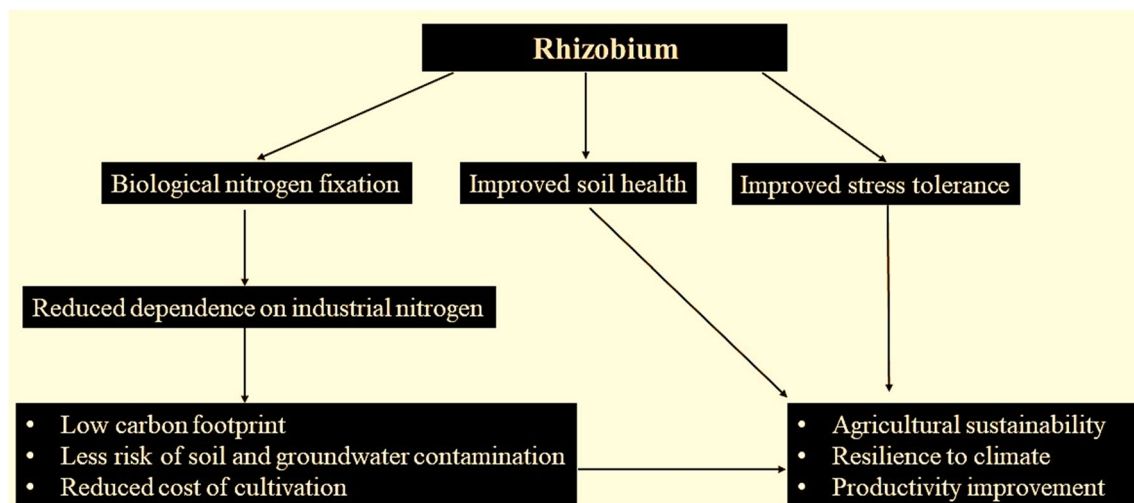 Rhizobium
Biological nitrogen fixation
Improved soil health
Improved stress tolerance
Reduced dependence on industrial nitrogen
• Low carbon footprint
• Less risk of soil and groundwater contamination
• Reduced cost of cultivation
• Agricultural sustainability
• Resilience to climate
• Productivity improvement